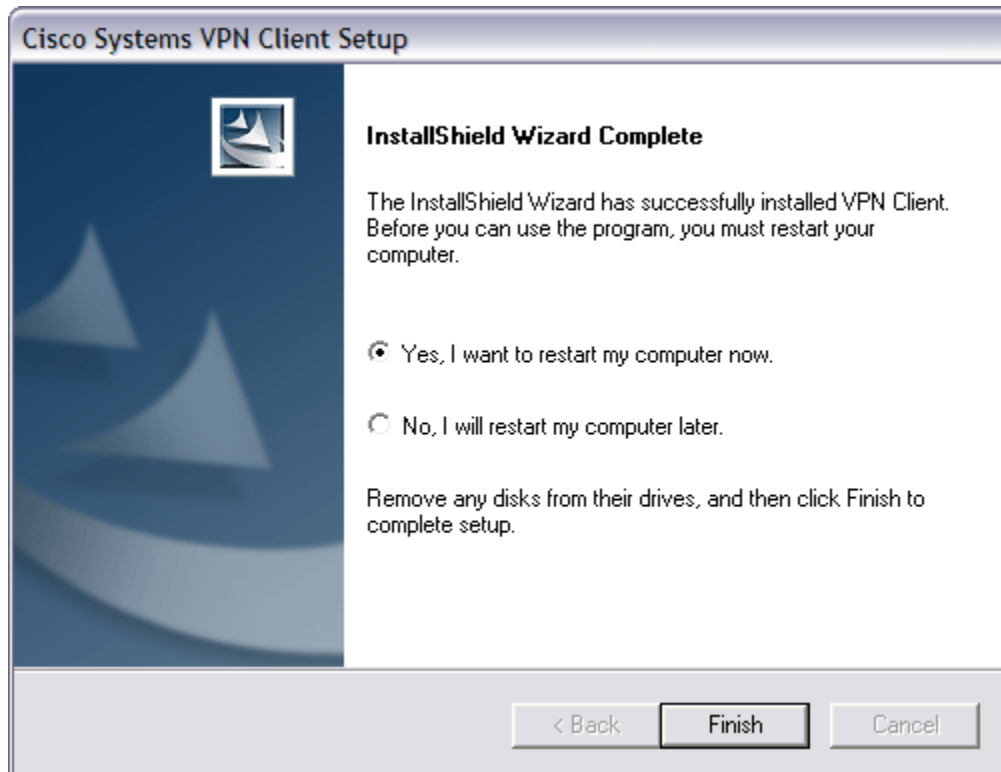 Cisco Systems VPN Client Setup
InstallShield Wizard Complete
The InstallShield Wizard has successfully installed VPN Client.
Before you can use the program, you must restart your
computer.
Yes, I want to restart my computer now.
No, I will restart my computer later.
Remove any disks from their drives, and then click Finish to
complete setup.
< Back Finish Cancel